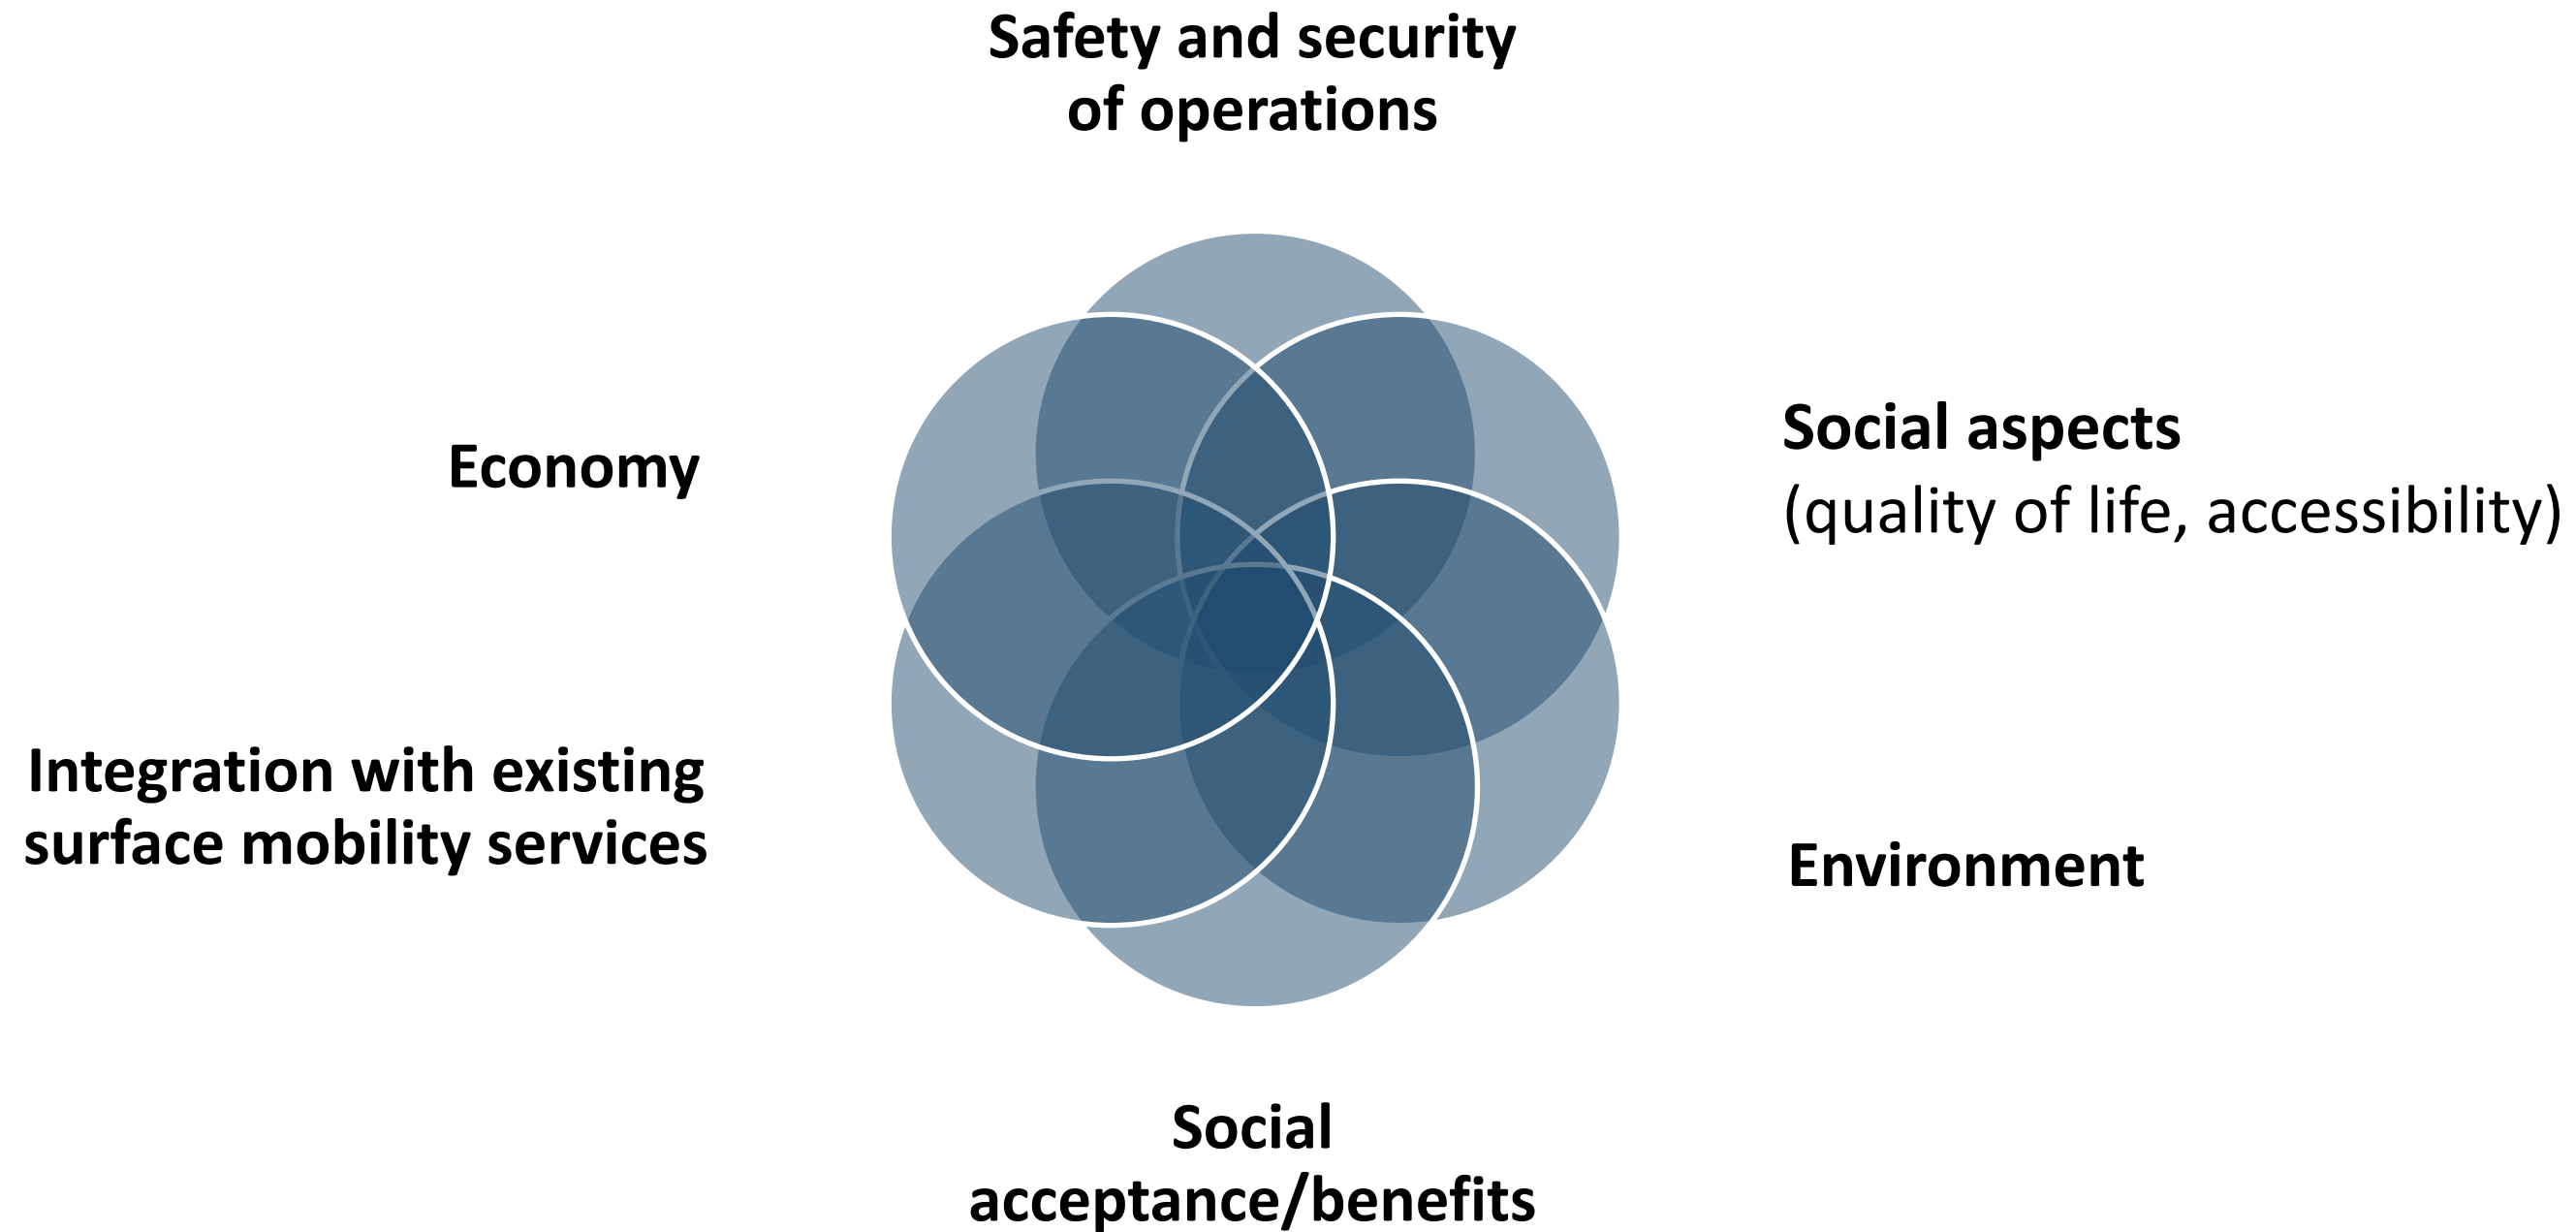 Safety and security
of operations
Economy
Social aspects
(quality of life, accessibility)
Integration with existing
surface mobility services
Environment
Social
acceptance/benefits